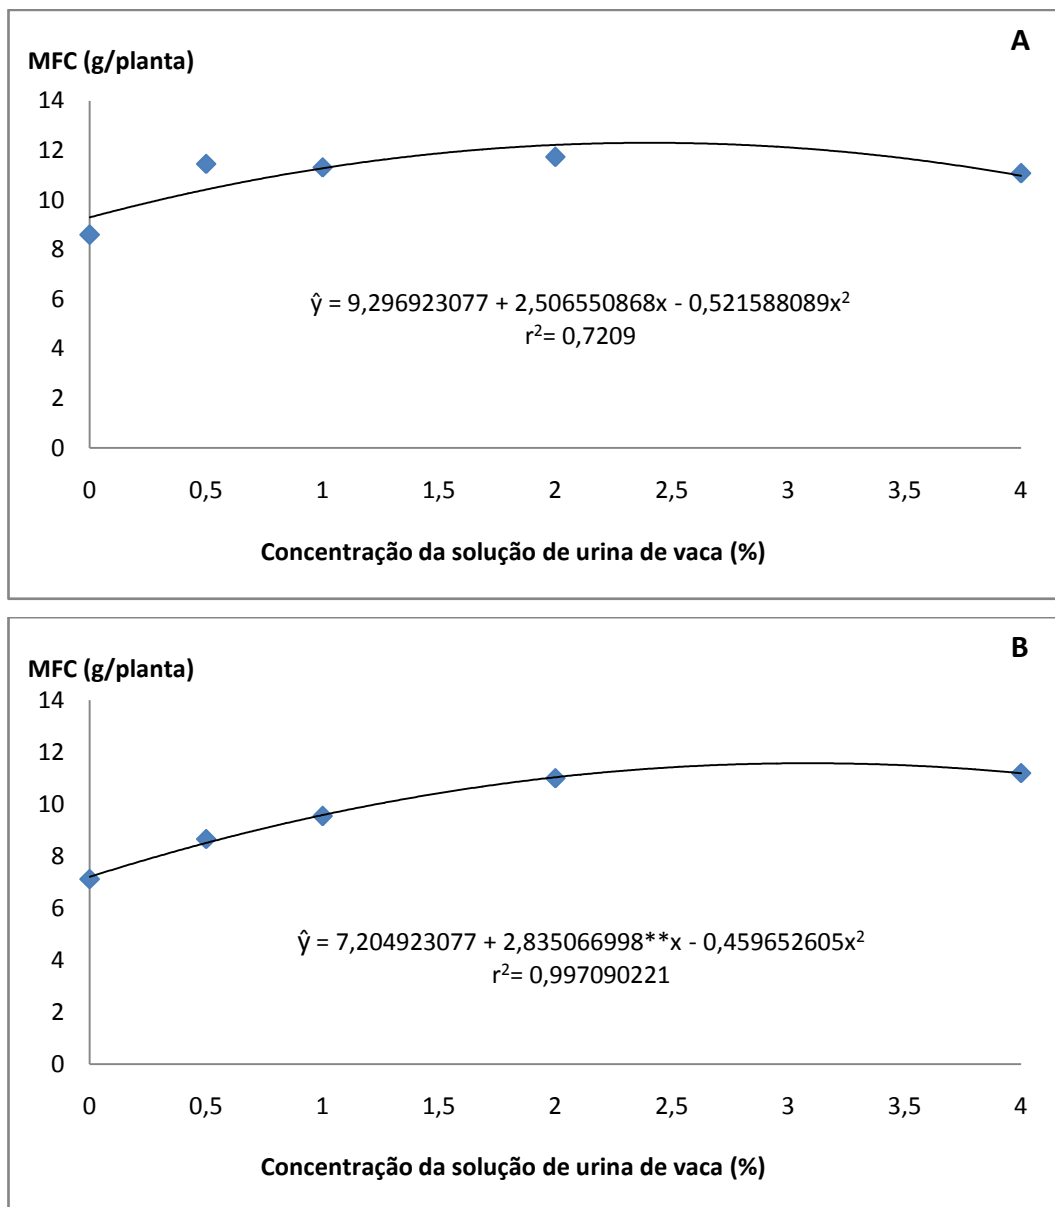 A
MFC (g/planta)
14
12
10
8
6
4
2
0
ŷ = 9,296923077 + 2,506550868x - 0,521588089x²
r²= 0,7209
0 0,5 1 1,5 2 2,5 3 3,5 4
Concentração da solução de urina de vaca (%)
B
MFC (g/planta)
14
12
10
8
6
4
2
0
ŷ = 7,204923077 + 2,835066998**x - 0,459652605x²
r²= 0,997090221
0 0,5 1 1,5 2 2,5 3 3,5 4
Concentração da solução de urina de vaca (%)